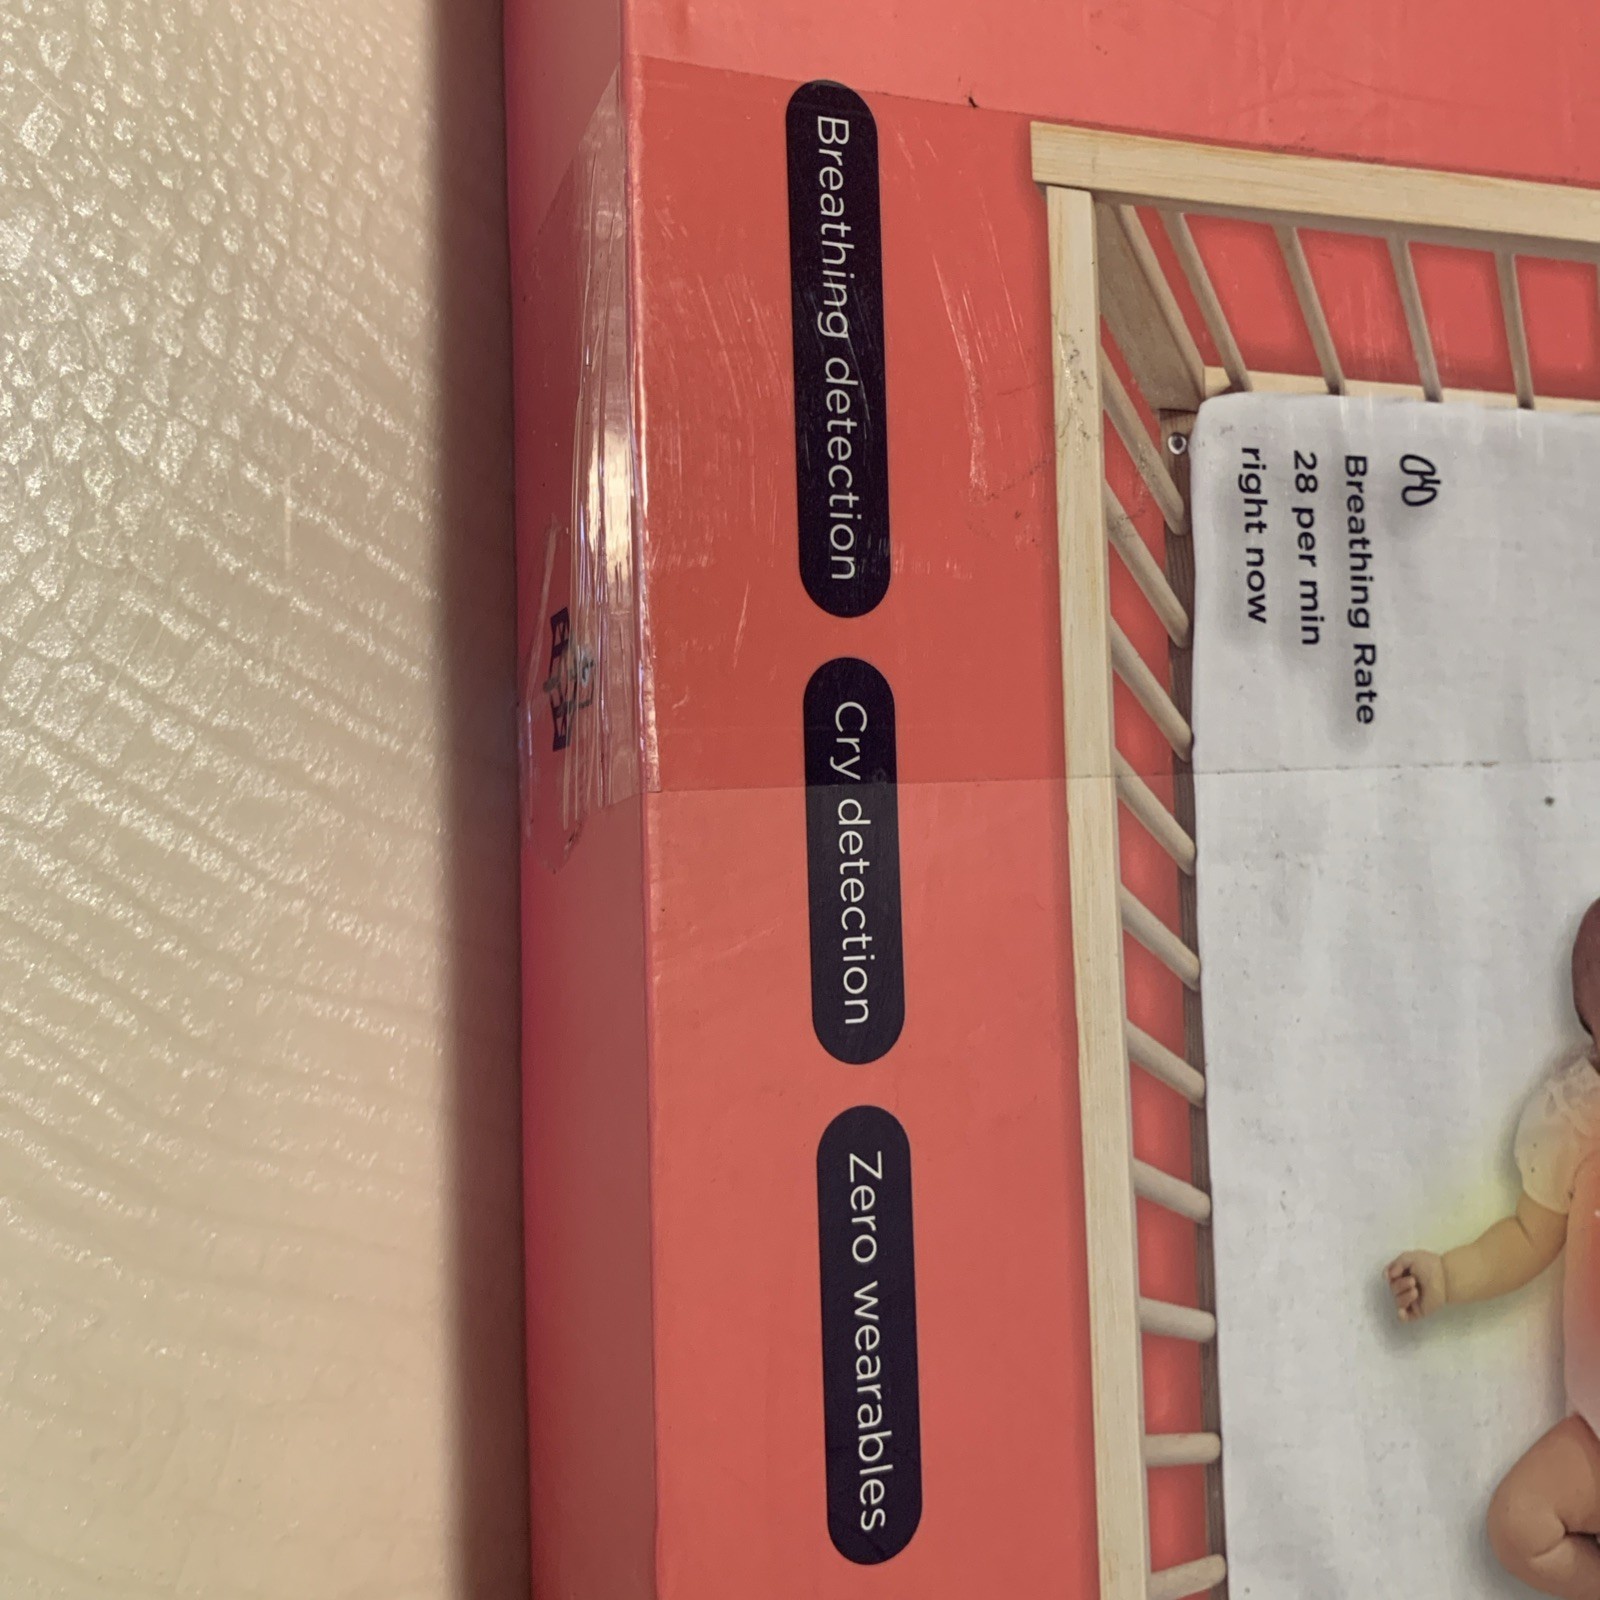 Breathing Rate
28 per min
right now
Breathing detection
Cry detection
Zero wearables